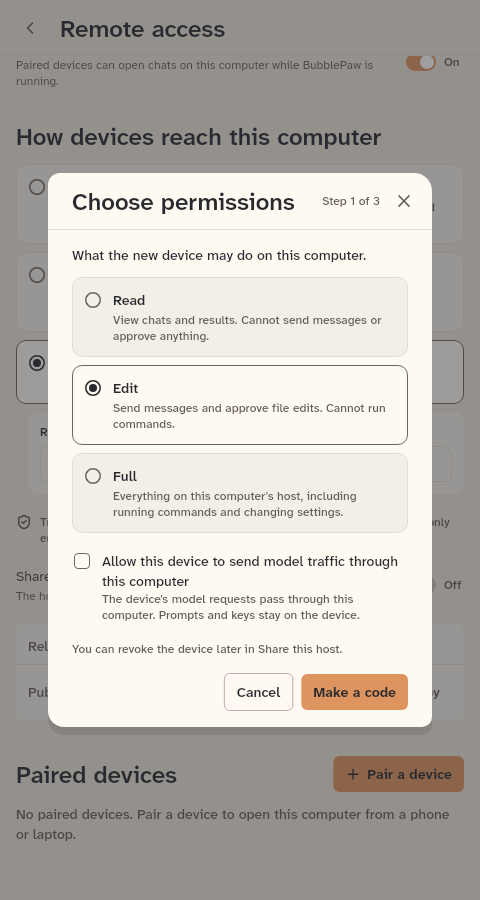 Remote access
Paired devices can open chats on this computer while BubblePaw is
running.
On
How devices reach this computer
Choose permissions
Step 1 of 3
What the new device may do on this computer.
Read
View chats and results. Cannot send messages or
approve anything.
Edit
Send messages and approve file edits. Cannot run
commands.
Full
Everything on this computer's host, including
running commands and changing settings.
Allow this device to send model traffic through
this computer
The device's model requests pass through this
computer. Prompts and keys stay on the device.
You can revoke the device later in Share this host.
Cancel
Make a code
Share
Off
Paired devices
Pair a device
No paired devices. Pair a device to open this computer from a phone
or laptop.